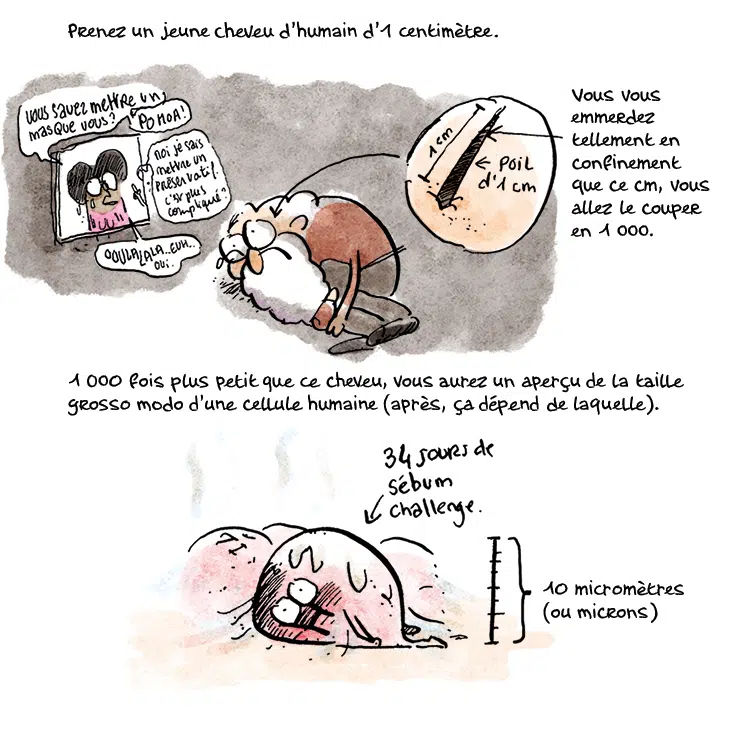 Prenez un jeune cheveu d'humain d'1 centimètre.
vous savez mettre un
masque vous?
non je sais
mettre un
préservatif.
c'est plus
compliqué?
OOULALALA..EUH..
oui.
1 cm
← Poil
d'1 cm
Vous vous
emmerdez
tellement en
confinement
que ce cm, vous
allez le couper
en 1 000.
1 000 fois plus petit que ce cheveu, vous aurez un aperçu de la taille
grosso modo d'une cellule humaine (après, ça dépend de laquelle).
34 jours de
sébum
challenge.
10 micromètres
(ou microns)